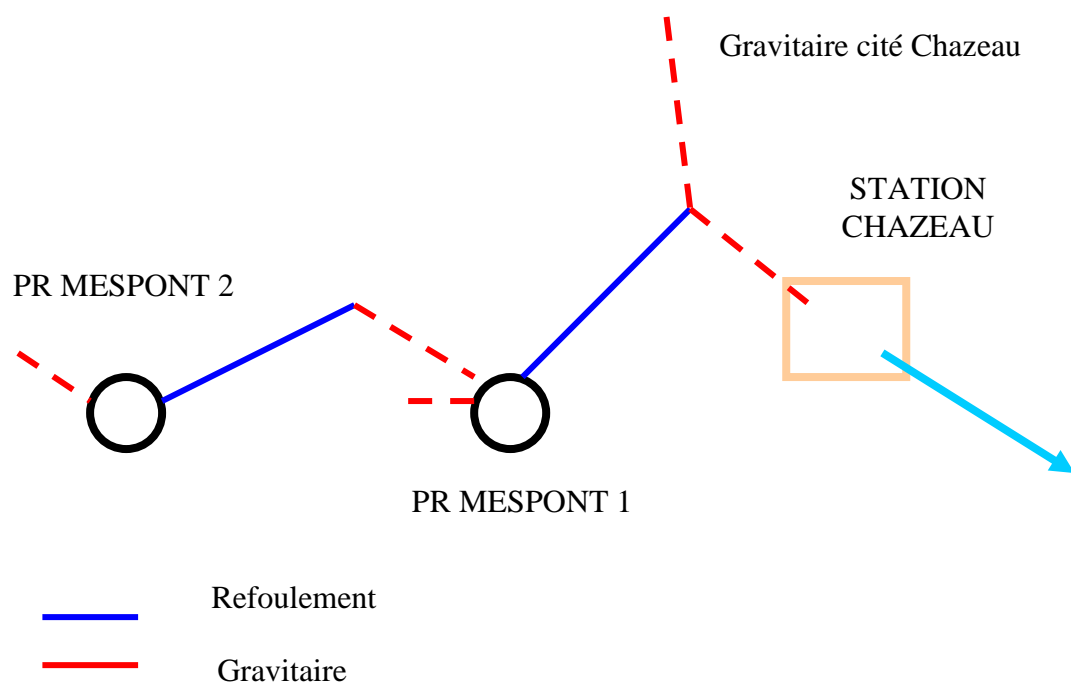 Gravitaire cité Chazeau
STATION
CHAZEAU
PR MESPONT 2
PR MESPONT 1
Refoulement
Gravitaire